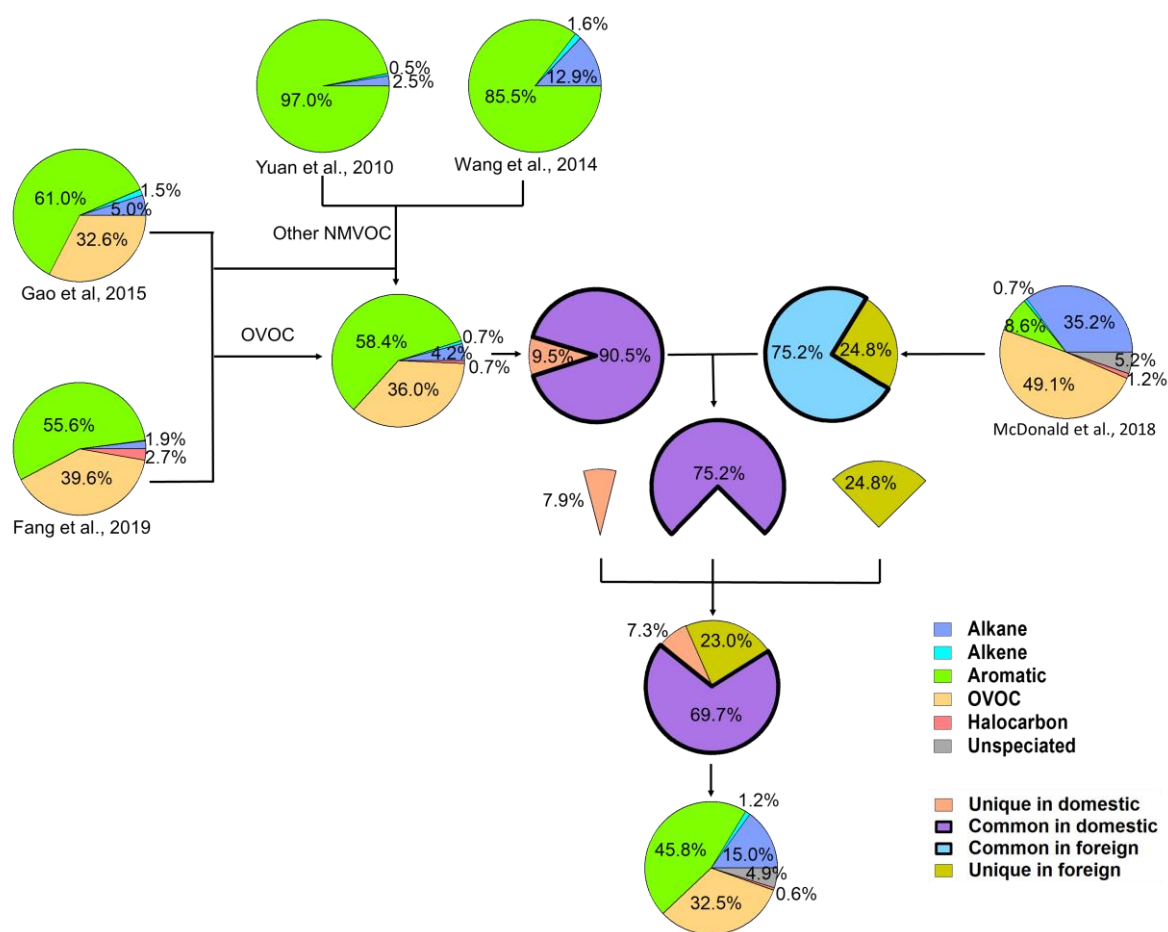 1.6%
0.5%
2.5%
97.0%
12.9%
85.5%
Yuan et al., 2010
Wang et al., 2014
61.0%
1.5%
5.0%
32.6%
Gao et al, 2015
Other NMVOC
OVOC
58.4%
0.7%
4.2%
0.7%
36.0%
9.5%
90.5%
75.2%
24.8%
0.7%
8.6%
35.2%
5.2%
1.2%
49.1%
McDonald et al., 2018
55.6%
1.9%
2.7%
39.6%
Fang et al., 2019
7.9%
75.2%
24.8%
7.3%
23.0%
69.7%
Alkane
Alkene
Aromatic
OVOC
Halocarbon
Unspeciated
Unique in domestic
Common in domestic
Common in foreign
Unique in foreign
1.2%
45.8%
15.0%
4.9%
0.6%
32.5%